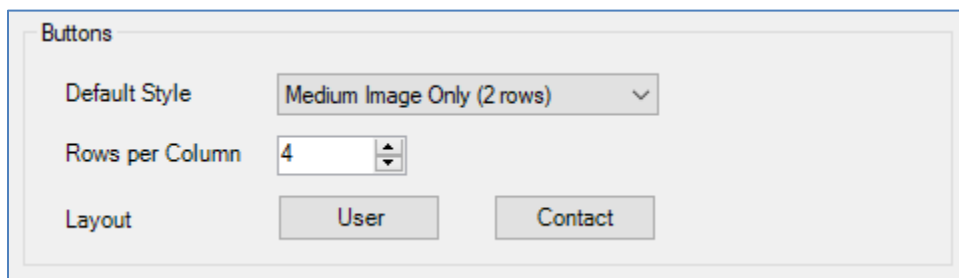 Buttons
Default Style Medium Image Only (2 rows)
Rows per Column 4
Layout User Contact